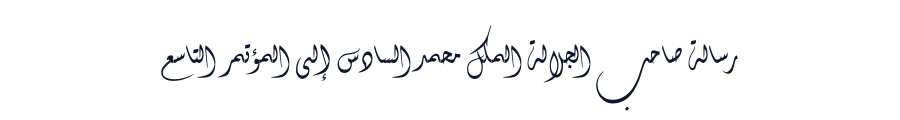 رسالة صاحب الجلالة الملك محمد السادس إلى المؤتمر التاسع